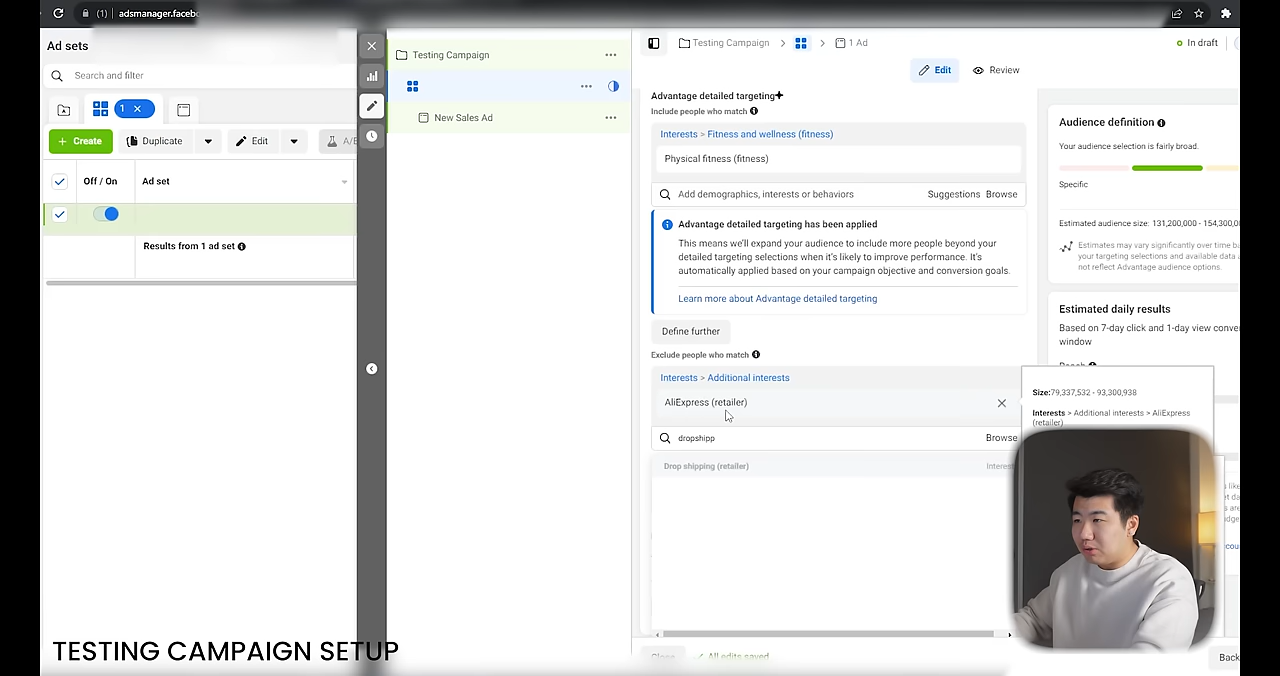 (1)
adsmanager.facebo
Ad sets
Search and filter
1
Create
Duplicate
Edit
A/B
Off / On
Ad set
Results from 1 ad set
Testing Campaign
New Sales Ad
Testing Campaign
1 Ad
In draft
Edit
Review
Advantage detailed targeting
Include people who match
Interests > Fitness and wellness (fitness)
Physical fitness (fitness)
Add demographics, interests or behaviors
Suggestions
Browse
Advantage detailed targeting has been applied
This means we'll expand your audience to include more people beyond your
detailed targeting selections when it's likely to improve performance. It's
automatically applied based on your campaign objective and conversion goals.
Learn more about Advantage detailed targeting
Define further
Exclude people who match
Interests > Additional interests
AliExpress (retailer)
dropshipp
Browse
Drop shipping (retailer)
Interest
Close
All edits saved
Audience definition
Your audience selection is fairly broad.
Specific
Estimated audience size: 131,200,000 - 154,300,0
Estimates may vary significantly over time b
your targeting selections and available data
not reflect Advantage audience options.
Estimated daily results
Based on 7-day click and 1-day view conve
window
Size:79,337,532 - 93,300,938
Interests > Additional interests > AliExpress
(retailer)
Back
TESTING CAMPAIGN SETUP